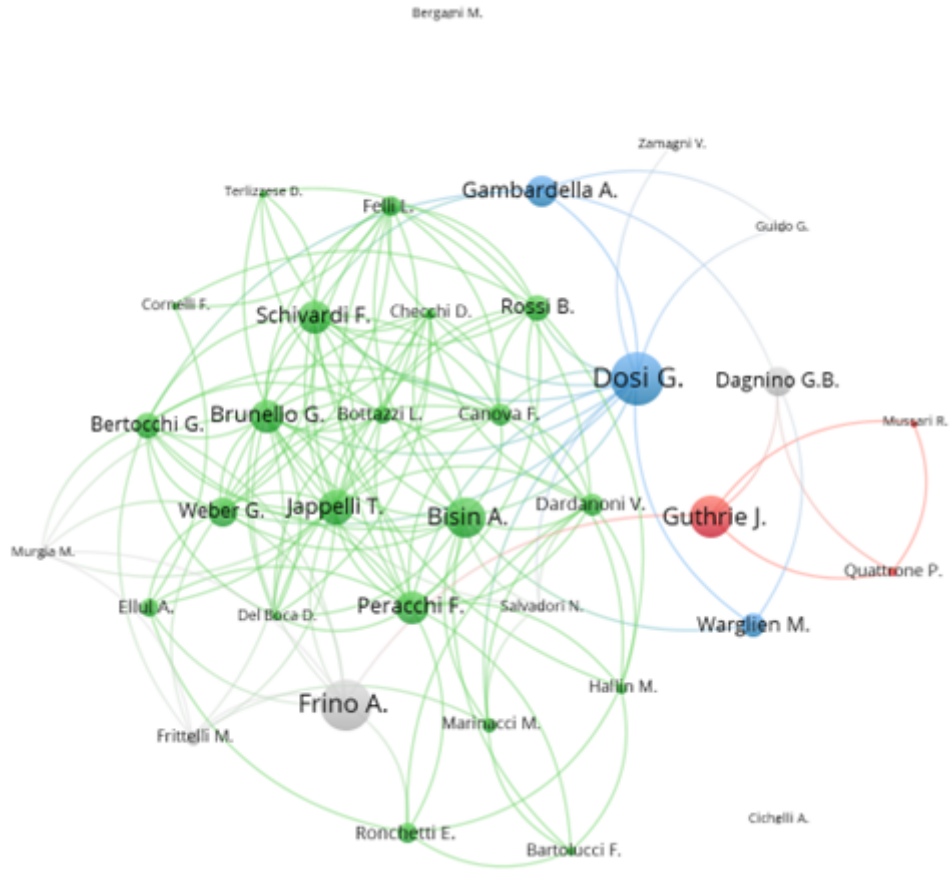 Bergami M.
Zamagni V.
Terlizzese D.
Gambardella A.
Felli L.
Guido G.
Cornelli F.
Schivardi F.
Checchi D.
Rossi B.
Dosi G.
Dagnino G.B.
Bertocchi G.
Brunello G.
Bottazzi L.
Canova F.
Mussari R.
Weber G.
Jappelli T.
Bisin A.
Dardanoni V.
Guthrie J.
Murgia M.
Quattrone P.
Ellul A.
Del Boca D.
Peracchi F.
Salvadori N.
Warglien M.
Frino A.
Hallin M.
Frittelli M.
Marinacci M.
Cichelli A.
Ronchetti E.
Bartolucci F.